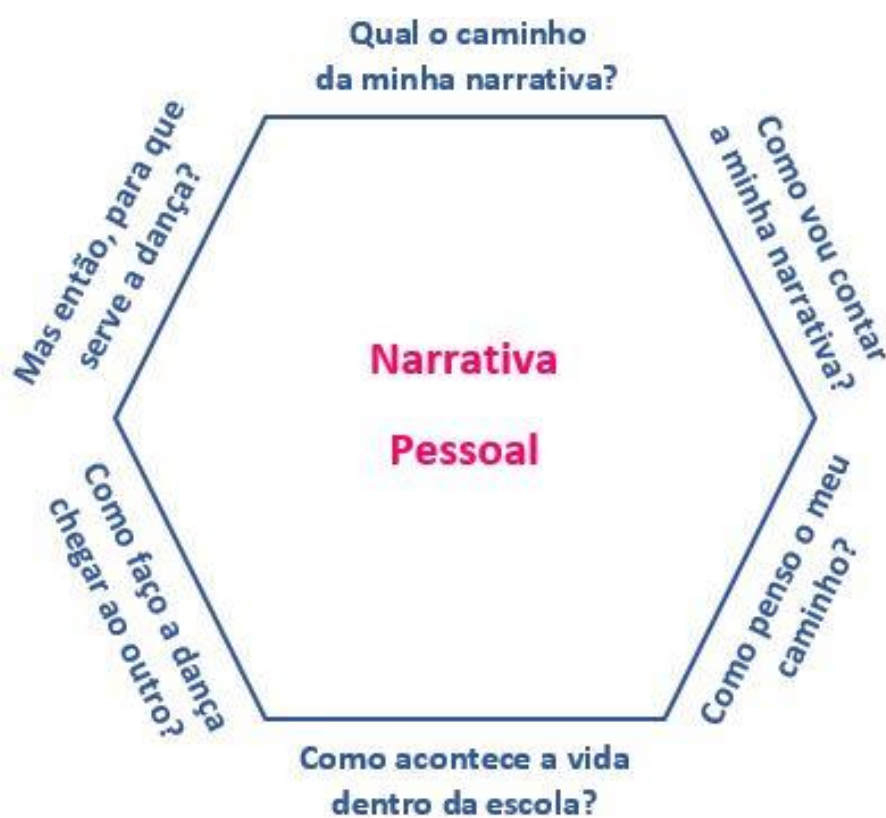 Qual o caminho
da minha narrativa?
Como vou contar
a minha narrativa?
Como penso o meu
caminho?
Como acontece a vida
dentro da escola?
Como faço a dança
chegar ao outro?
Mas então, para que
serve a dança?
Narrativa
Pessoal